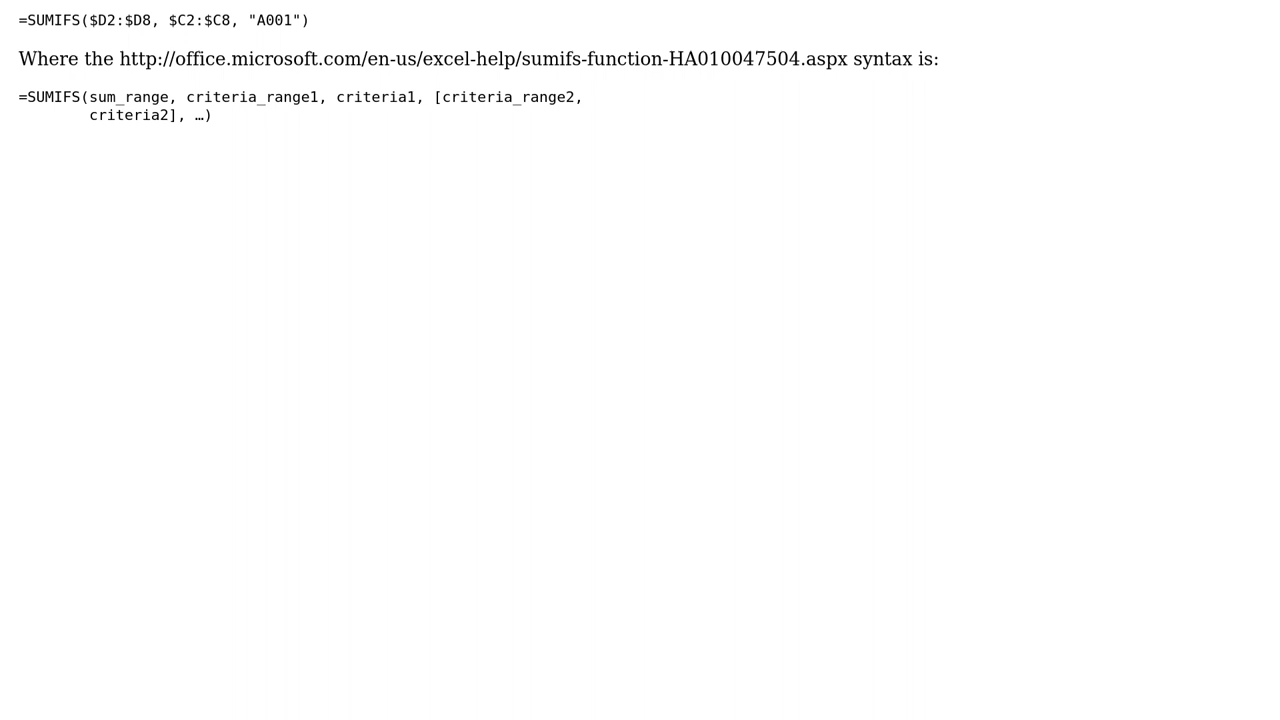 =SUMIFS($D2:$D8, $C2:$C8, "A001")
Where the http://office.microsoft.com/en-us/excel-help/sumifs-function-HA010047504.aspx syntax is:
=SUMIFS(sum_range, criteria_range1, criteria1, [criteria_range2,
        criteria2], …)